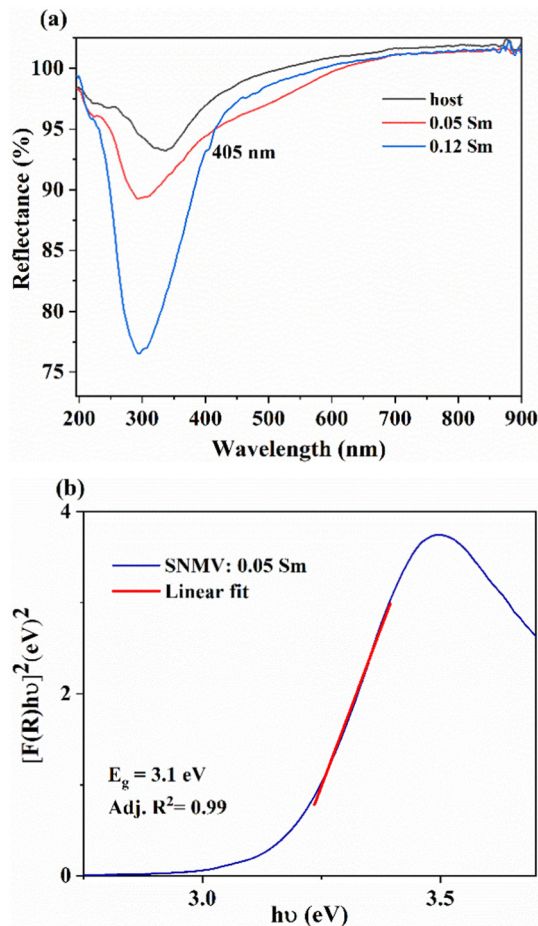 (a)
100
95
90
85
80
75
Reflectance (%)
host
0.05 Sm
0.12 Sm
405 nm
200 300 400 500 600 700 800 900
Wavelength (nm)
(b)
4
2
0
[F(R)hυ]²(eV)²
SNMV: 0.05 Sm
Linear fit
E_g = 3.1 eV
Adj. R²= 0.99
3.0 3.5
hυ (eV)